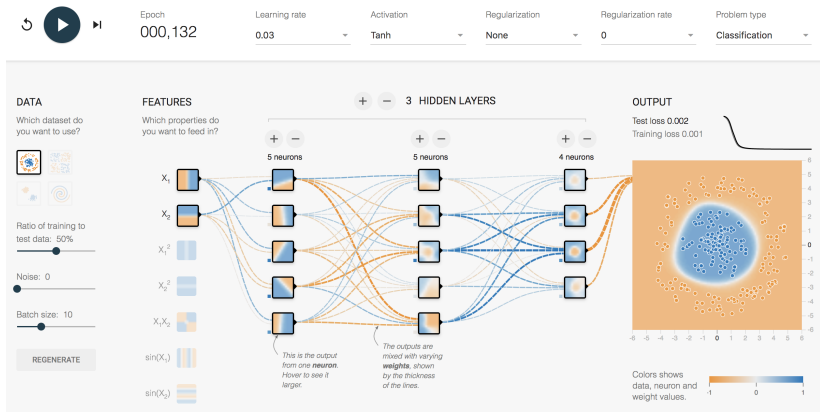 Epoch
000,132
Learning rate
0.03
Activation
Tanh
Regularization
None
Regularization rate
0
Problem type
Classification
DATA
Which dataset do
you want to use?
Ratio of training to
test data: 50%
Noise: 0
Batch size: 10
REGENERATE
FEATURES
Which properties do
you want to feed in?
X₁
X₂
X₁²
X₂²
X₁X₂
sin(X₁)
sin(X₂)
+ − 3 HIDDEN LAYERS
+ −
5 neurons
+ −
5 neurons
+ −
4 neurons
This is the output
from one neuron.
Hover to see it
larger.
The outputs are
mixed with varying
weights, shown
by the thickness
of the lines.
OUTPUT
Test loss 0.002
Training loss 0.001
6
5
4
3
2
1
0
-1
-2
-3
-4
-5
-6
-6 -5 -4 -3 -2 -1 0 1 2 3 4 5 6
Colors shows
data, neuron and
weight values.
-1 0 1